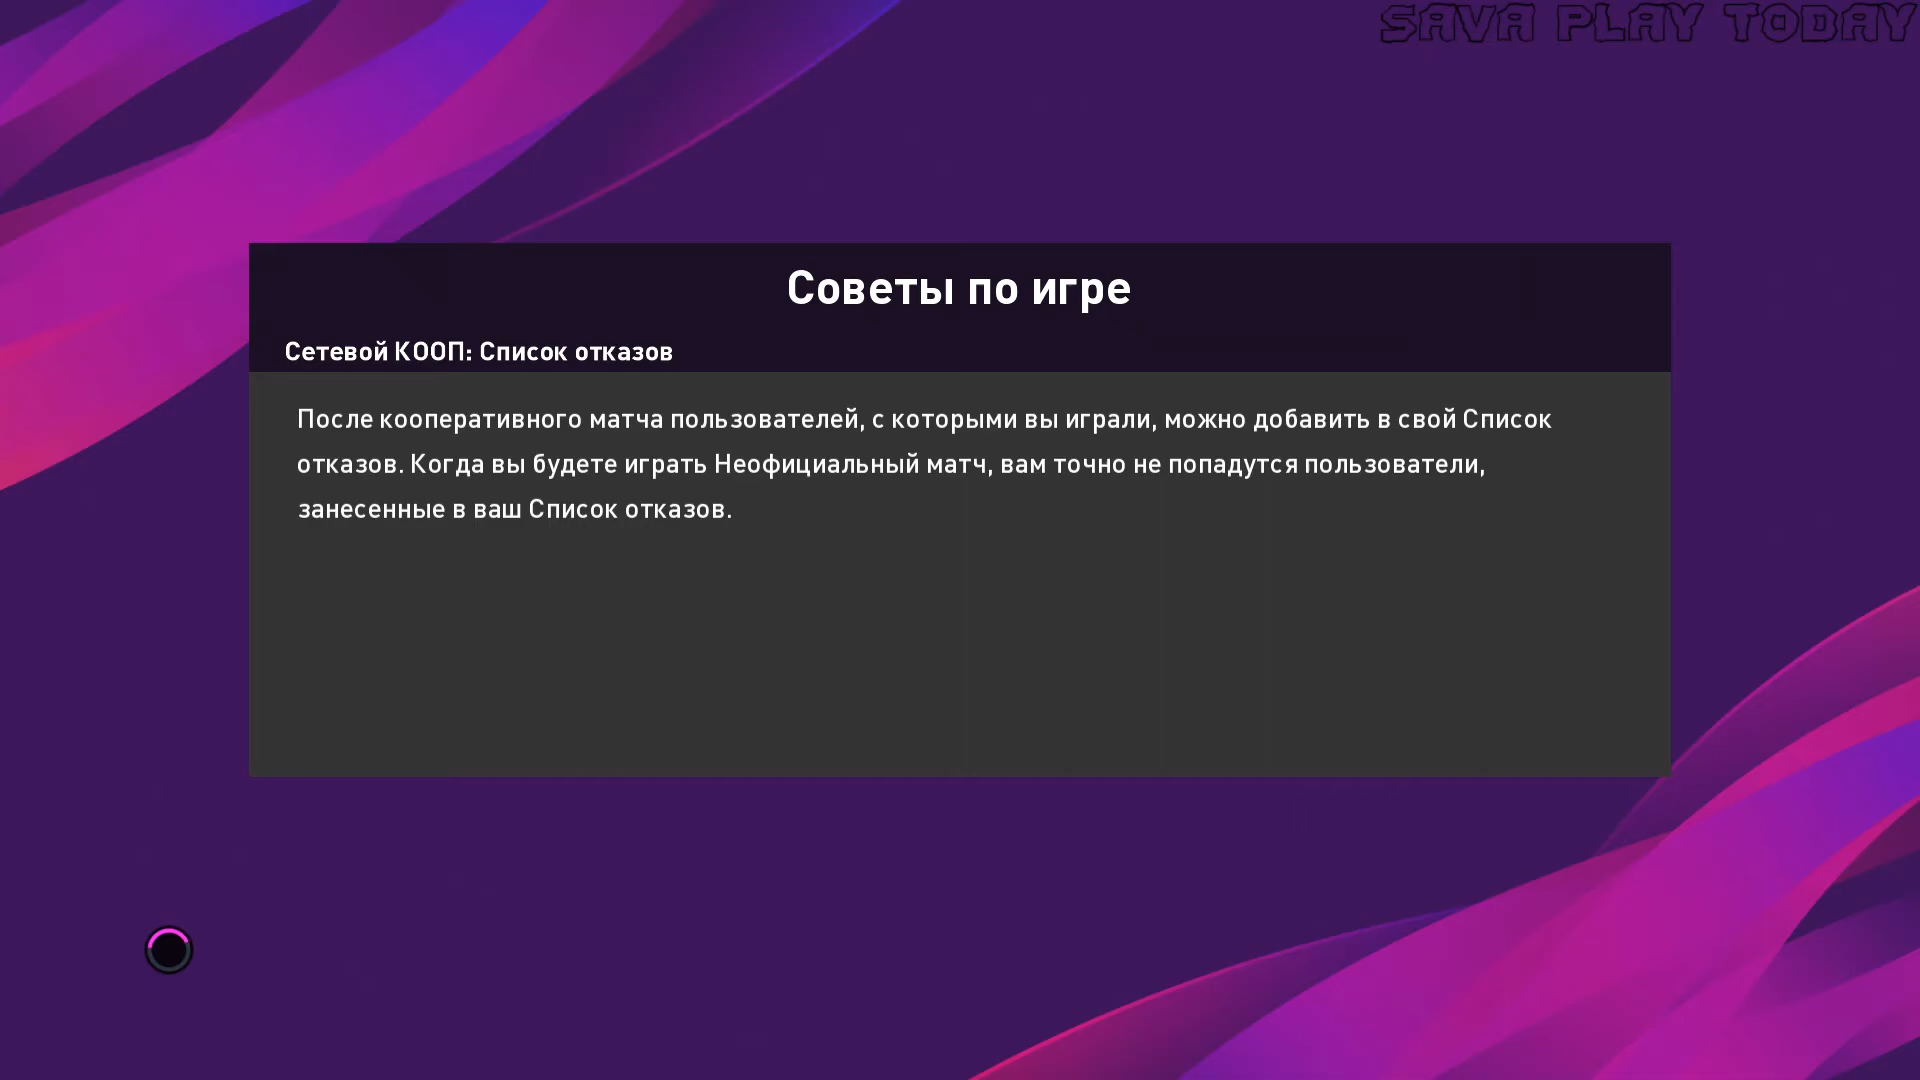 SAVA PLAY TODAY
Советы по игре
Сетевой КООП: Список отказов
После кооперативного матча пользователей, с которыми вы играли, можно добавить в свой Список
отказов. Когда вы будете играть Неофициальный матч, вам точно не попадутся пользователи,
занесенные в ваш Список отказов.